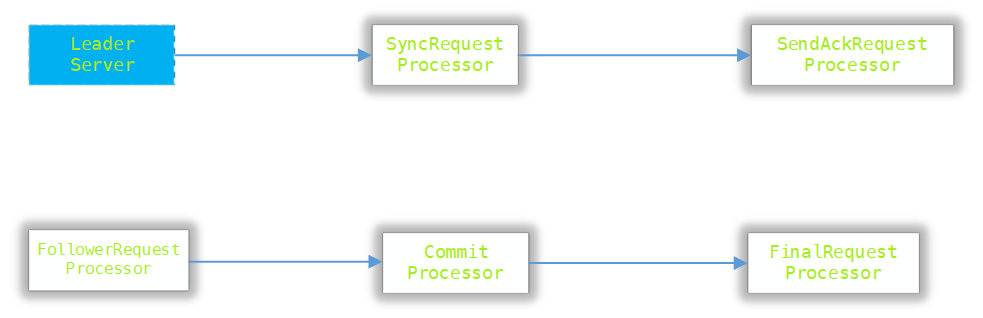 Leader
Server
SyncRequest
Processor
SendAckRequest
Processor
FollowerRequest
Processor
Commit
Processor
FinalRequest
Processor